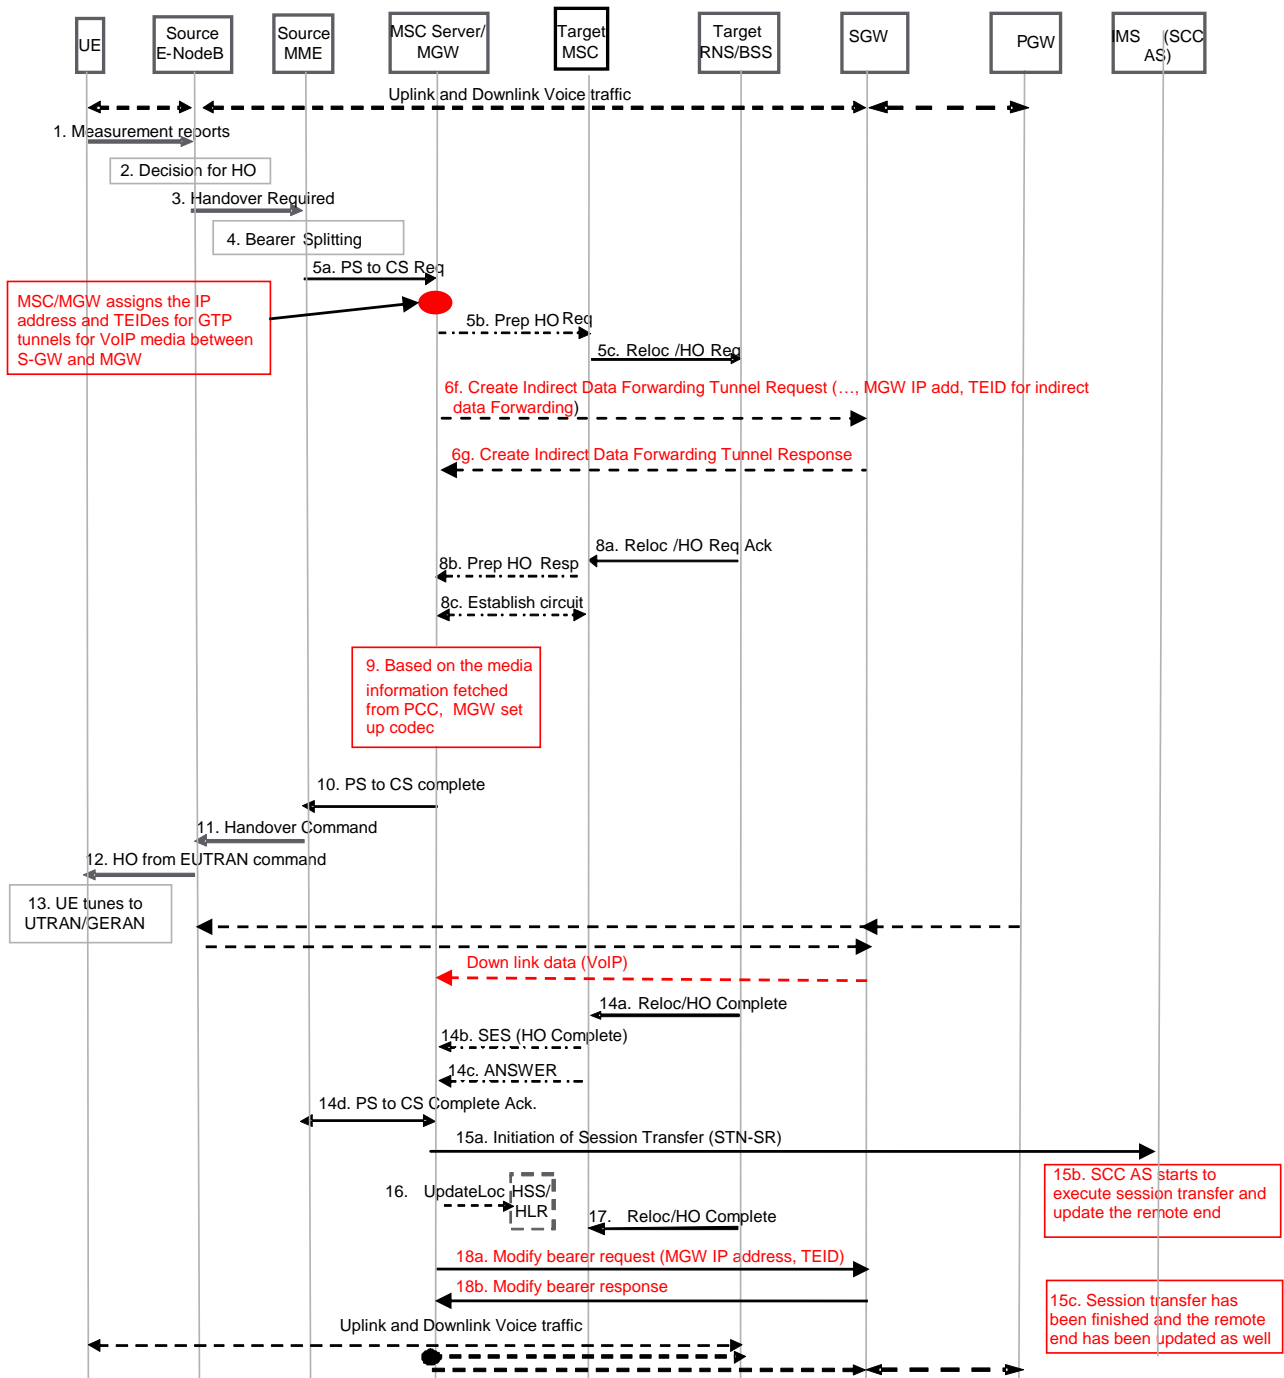 UE
Source
E-NodeB
Source
MME
MSC Server/
MGW
Target
MSC
Target
RNS/BSS
SGW
PGW
IMS (SCC
AS)
Uplink and Downlink Voice traffic
1. Measurement reports
2. Decision for HO
3. Handover Required
4. Bearer Splitting
5a. PS to CS Req
MSC/MGW assigns the IP
address and TEIDes for GTP
tunnels for VoIP media between
S-GW and MGW
5b. Prep HO Req
5c. Reloc /HO Req
6f. Create Indirect Data Forwarding Tunnel Request (…, MGW IP add, TEID for indirect
data Forwarding)
6g. Create Indirect Data Forwarding Tunnel Response
8a. Reloc /HO Req Ack
8b. Prep HO Resp
8c. Establish circuit
9. Based on the media
information fetched
from PCC, MGW set
up codec
10. PS to CS complete
11. Handover Command
12. HO from EUTRAN command
13. UE tunes to
UTRAN/GERAN
Down link data (VoIP)
14a. Reloc/HO Complete
14b. SES (HO Complete)
14c. ANSWER
14d. PS to CS Complete Ack.
15a. Initiation of Session Transfer (STN-SR)
15b. SCC AS starts to
execute session transfer and
update the remote end
16. UpdateLoc
HSS/
HLR
17. Reloc/HO Complete
18a. Modify bearer request (MGW IP address, TEID)
18b. Modify bearer response
15c. Session transfer has
been finished and the remote
end has been updated as well
Uplink and Downlink Voice traffic